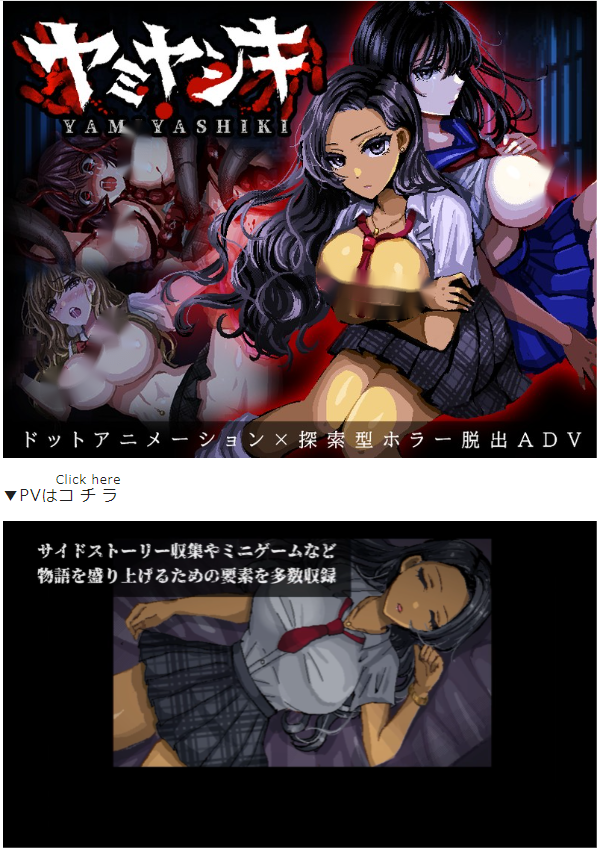 ヤミヤシキ
YAMIYASHIKI
ドットアニメーション×探索型ホラー脱出ADV
Click here
▼PVはコチラ
サイドストーリー収集やミニゲームなど
物語を盛り上げるための要素を多数収録